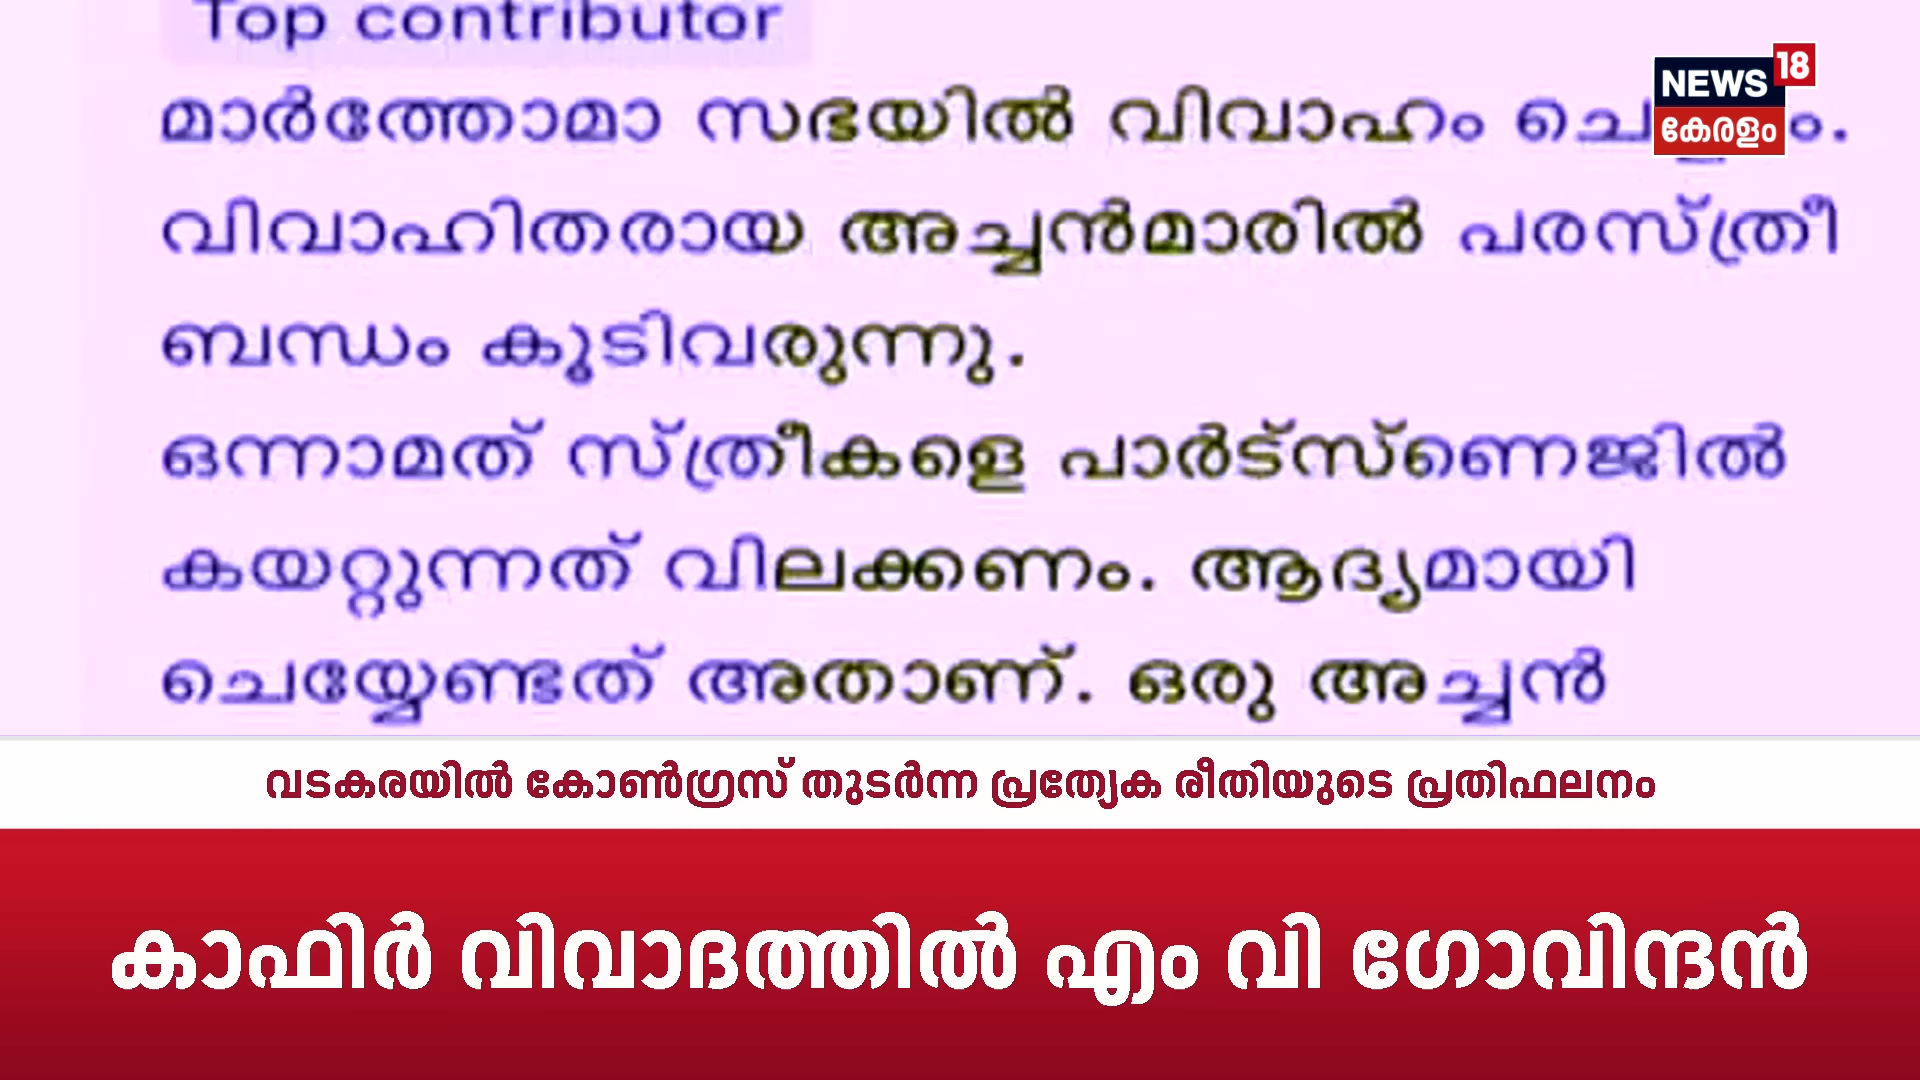 Top contributor
മാർത്തോമാ സഭയിൽ വിവാഹം
NEWS 18
കേരളം
വിവാഹിതരായ അച്ചൻമാരിൽ പരസ്ത്രീ
ബന്ധം കൂടിവരുന്നു.
ഒന്നാമത് സ്ത്രീകളെ പാർട്സ്ണെജിൽ
കയറ്റുന്നത് വിലക്കണം. ആദ്യമായി
ചെയ്യേണ്ടത് അതാണ്. ഒരു അച്ചൻ
വടകരയിൽ കോൺഗ്രസ് തുടർന്ന പ്രത്യേക രീതിയുടെ പ്രതിഫലനം
കാഫിർ വിവാദത്തിൽ എം വി ഗോവിന്ദൻ